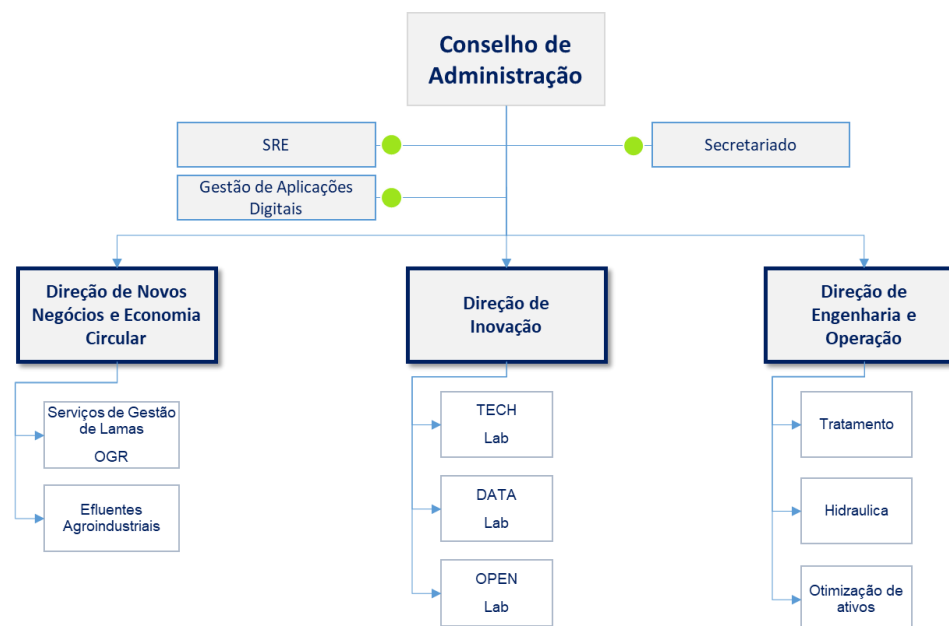 Conselho de
Administração
SRE
Secretariado
Gestão de Aplicações
Digitais
Direção de Novos
Negócios e Economia
Circular
Direção de
Inovação
Direção de
Engenharia e
Operação
Serviços de Gestão
de Lamas
OGR
Efluentes
Agroindustriais
TECH
Lab
DATA
Lab
OPEN
Lab
Tratamento
Hidraulica
Otimização de
ativos